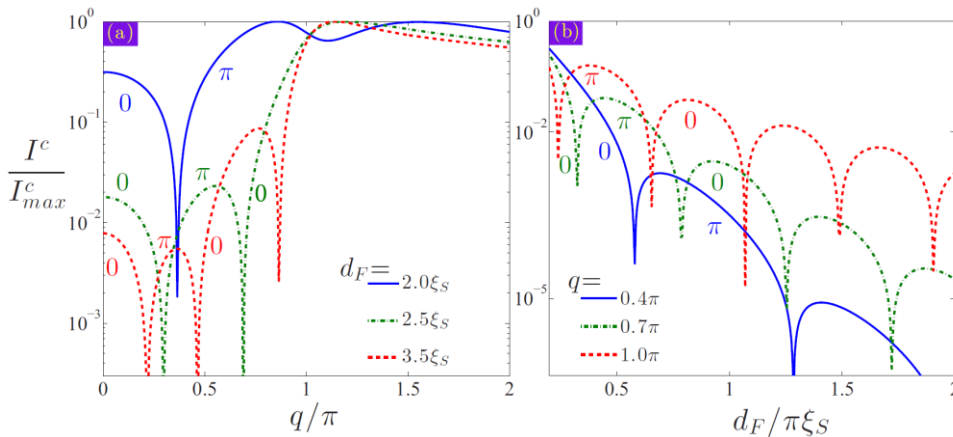 (a)
10^0
10^{-1}
10^{-2}
10^{-3}
I^c
I^c_{max}
0
π
0
π
0
0
π
0
d_F=
2.0ξ_S
2.5ξ_S
3.5ξ_S
0 0.5 1 1.5 2
q/π
(b)
10^0
10^{-2}
10^{-5}
π
0
π
0
0
0
π
q=
0.4π
0.7π
1.0π
0.5 1 1.5 2
d_F/πξ_S